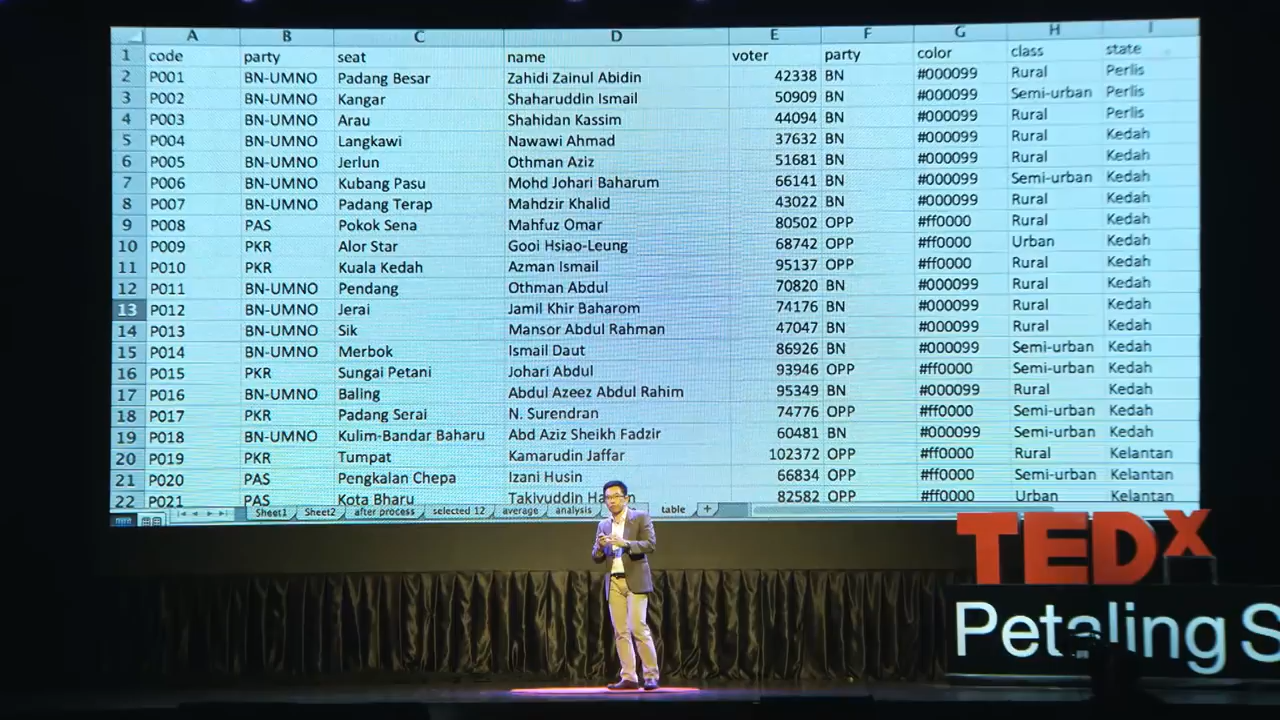 A B C D E F G H I
1 code party seat name voter party color class state
2 P001 BN-UMNO Padang Besar Zahidi Zainul Abidin 42338 BN #000099 Rural Perlis
3 P002 BN-UMNO Kangar Shaharuddin Ismail 50909 BN #000099 Semi-urban Perlis
4 P003 BN-UMNO Arau Shahidan Kassim 44094 BN #000099 Rural Perlis
5 P004 BN-UMNO Langkawi Nawawi Ahmad 37632 BN #000099 Rural Kedah
6 P005 BN-UMNO Jerlun Othman Aziz 51681 BN #000099 Rural Kedah
7 P006 BN-UMNO Kubang Pasu Mohd Johari Baharum 66141 BN #000099 Semi-urban Kedah
8 P007 BN-UMNO Padang Terap Mahdzir Khalid 43022 BN #000099 Rural Kedah
9 P008 PAS Pokok Sena Mahfuz Omar 80502 OPP #ff0000 Rural Kedah
10 P009 PKR Alor Star Gooi Hsiao-Leung 68742 OPP #ff0000 Urban Kedah
11 P010 PKR Kuala Kedah Azman Ismail 95137 OPP #ff0000 Rural Kedah
12 P011 BN-UMNO Pendang Othman Abdul 70820 BN #000099 Rural Kedah
13 P012 BN-UMNO Jerai Jamil Khir Baharom 74176 BN #000099 Rural Kedah
14 P013 BN-UMNO Sik Mansor Abdul Rahman 47047 BN #000099 Rural Kedah
15 P014 BN-UMNO Merbok Ismail Daut 86926 BN #000099 Semi-urban Kedah
16 P015 PKR Sungai Petani Johari Abdul 93946 OPP #ff0000 Semi-urban Kedah
17 P016 BN-UMNO Baling Abdul Azeez Abdul Rahim 95349 BN #000099 Rural Kedah
18 P017 PKR Padang Serai N. Surendran 74776 OPP #ff0000 Semi-urban Kedah
19 P018 BN-UMNO Kulim-Bandar Baharu Abd Aziz Sheikh Fadzir 60481 BN #000099 Semi-urban Kedah
20 P019 PKR Tumpat Kamarudin Jaffar 102372 OPP #ff0000 Rural Kelantan
21 P020 PAS Pengkalan Chepa Izani Husin 66834 OPP #ff0000 Semi-urban Kelantan
22 P021 PAS Kota Bharu Takiyuddin 82582 OPP #ff0000 Urban Kelantan
Sheet1 Sheet2 after process selected 12 average analysis table +
TEDx
Petaling S